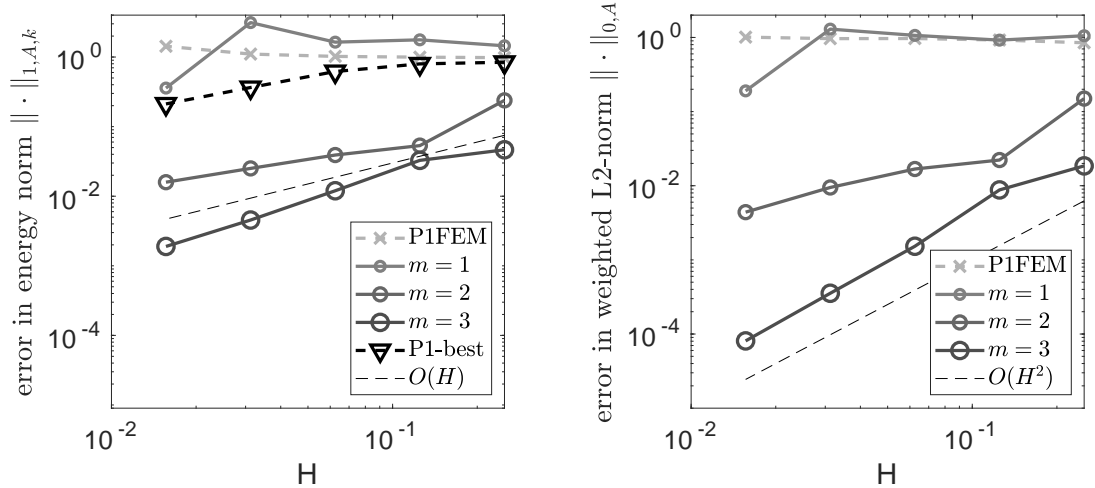 error in energy norm ‖ · ‖1,A,k
10^0
10^-2
10^-4
P1FEM
m = 1
m = 2
m = 3
P1-best
O(H)
10^-2
10^-1
H
error in weighted L2-norm ‖ · ‖0,A
10^0
10^-2
10^-4
P1FEM
m = 1
m = 2
m = 3
O(H^2)
10^-2
10^-1
H